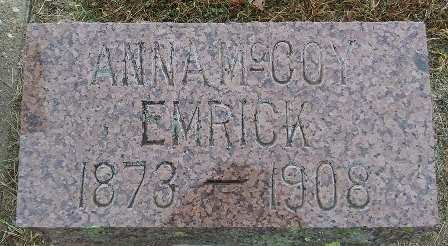 ANNA McCOY
EMRICK
1873 — 1908